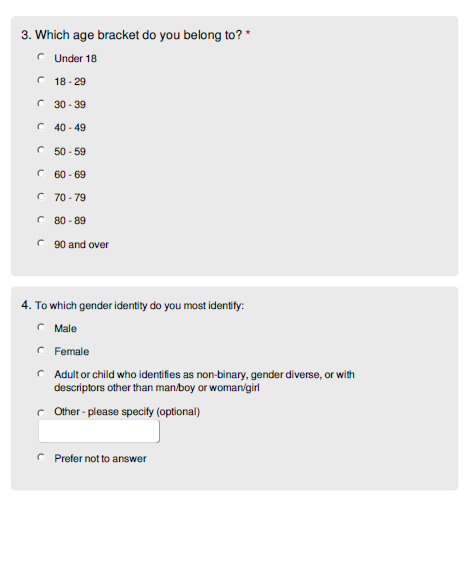 3. Which age bracket do you belong to? *
Under 18
18 - 29
30 - 39
40 - 49
50 - 59
60 - 69
70 - 79
80 - 89
90 and over
4. To which gender identity do you most identify:
Male
Female
Adult or child who identifies as non-binary, gender diverse, or with
descriptors other than man/boy or woman/girl
Other - please specify (optional)
Prefer not to answer